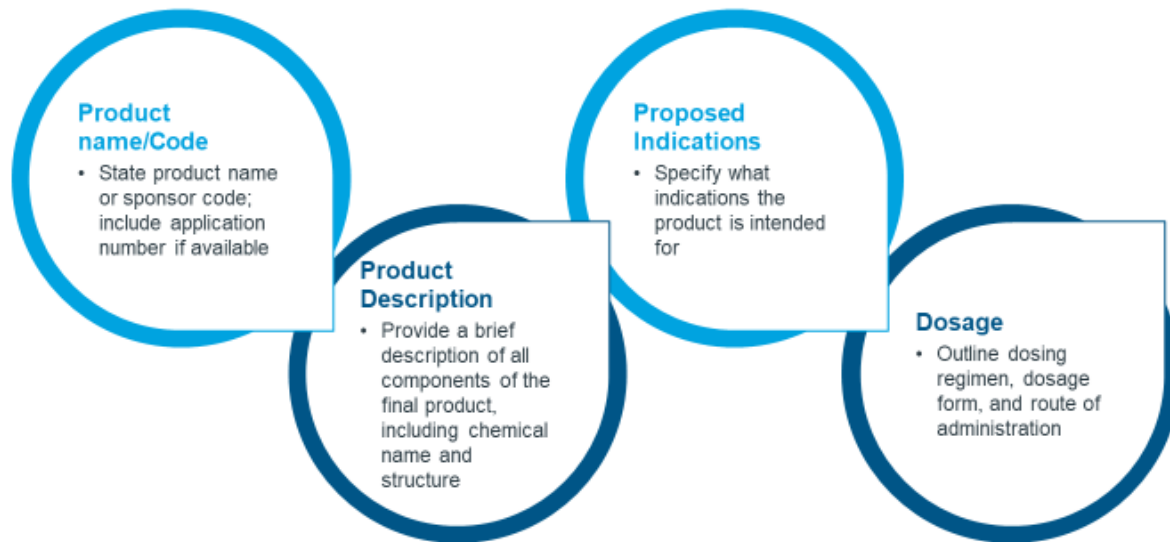 Product
name/Code
• State product name
or sponsor code;
include application
number if available
Product
Description
• Provide a brief
description of all
components of the
final product,
including chemical
name and
structure
Proposed
Indications
• Specify what
indications the
product is intended
for
Dosage
• Outline dosing
regimen, dosage
form, and route of
administration